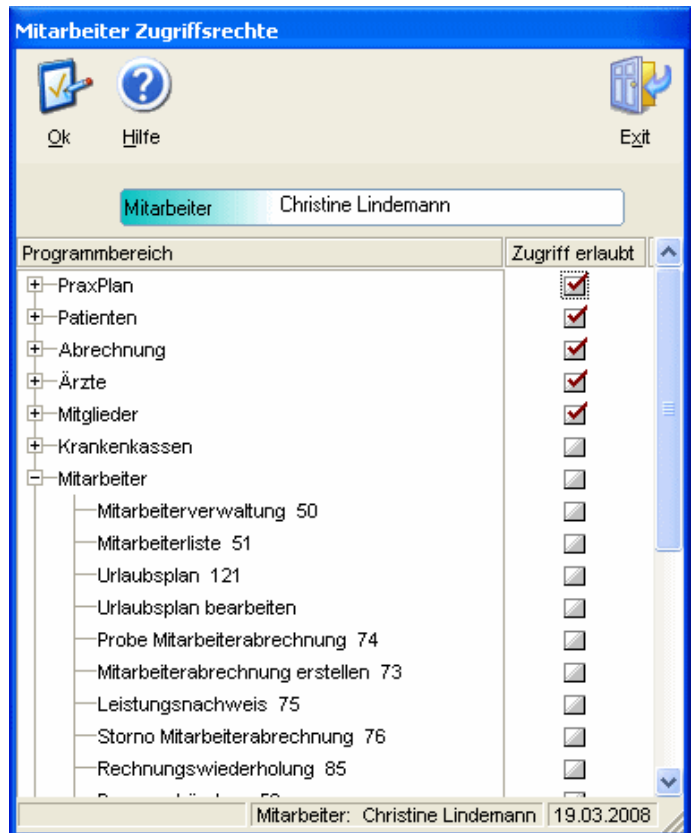 Mitarbeiter Zugriffsrechte
Ok Hilfe Exit
Mitarbeiter Christine Lindemann
Programmbereich Zugriff erlaubt
PraxPlan
Patienten
Abrechnung
Ärzte
Mitglieder
Krankenkassen
Mitarbeiter
Mitarbeiterverwaltung 50
Mitarbeiterliste 51
Urlaubsplan 121
Urlaubsplan bearbeiten
Probe Mitarbeiterabrechnung 74
Mitarbeiterabrechnung erstellen 73
Leistungsnachweis 75
Storno Mitarbeiterabrechnung 76
Rechnungswiederholung 85
Mitarbeiter: Christine Lindemann 19.03.2008